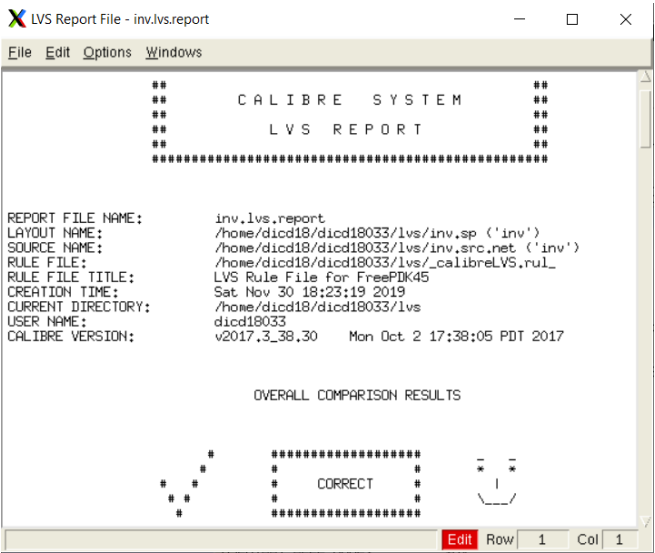 LVS Report File - inv.lvs.report
File Edit Options Windows
## ##
## C A L I B R E S Y S T E M ##
## ##
## L V S R E P O R T ##
## ##
##################################################
REPORT FILE NAME: inv.lvs.report
LAYOUT NAME: /home/dicd18/dicd18033/lvs/inv.sp ('inv')
SOURCE NAME: /home/dicd18/dicd18033/lvs/inv.src.net ('inv')
RULE FILE: /home/dicd18/dicd18033/lvs/_calibreLVS.rul_
RULE FILE TITLE: LVS Rule File for FreePDK45
CREATION TIME: Sat Nov 30 18:23:19 2019
CURRENT DIRECTORY: /home/dicd18/dicd18033/lvs
USER NAME: dicd18033
CALIBRE VERSION: v2017.3_38.30 Mon Oct 2 17:38:05 PDT 2017
OVERALL COMPARISON RESULTS
# ################### _ _
# # # * *
# # # CORRECT # |
# # # # \___/
# ###################
Edit Row 1 Col 1